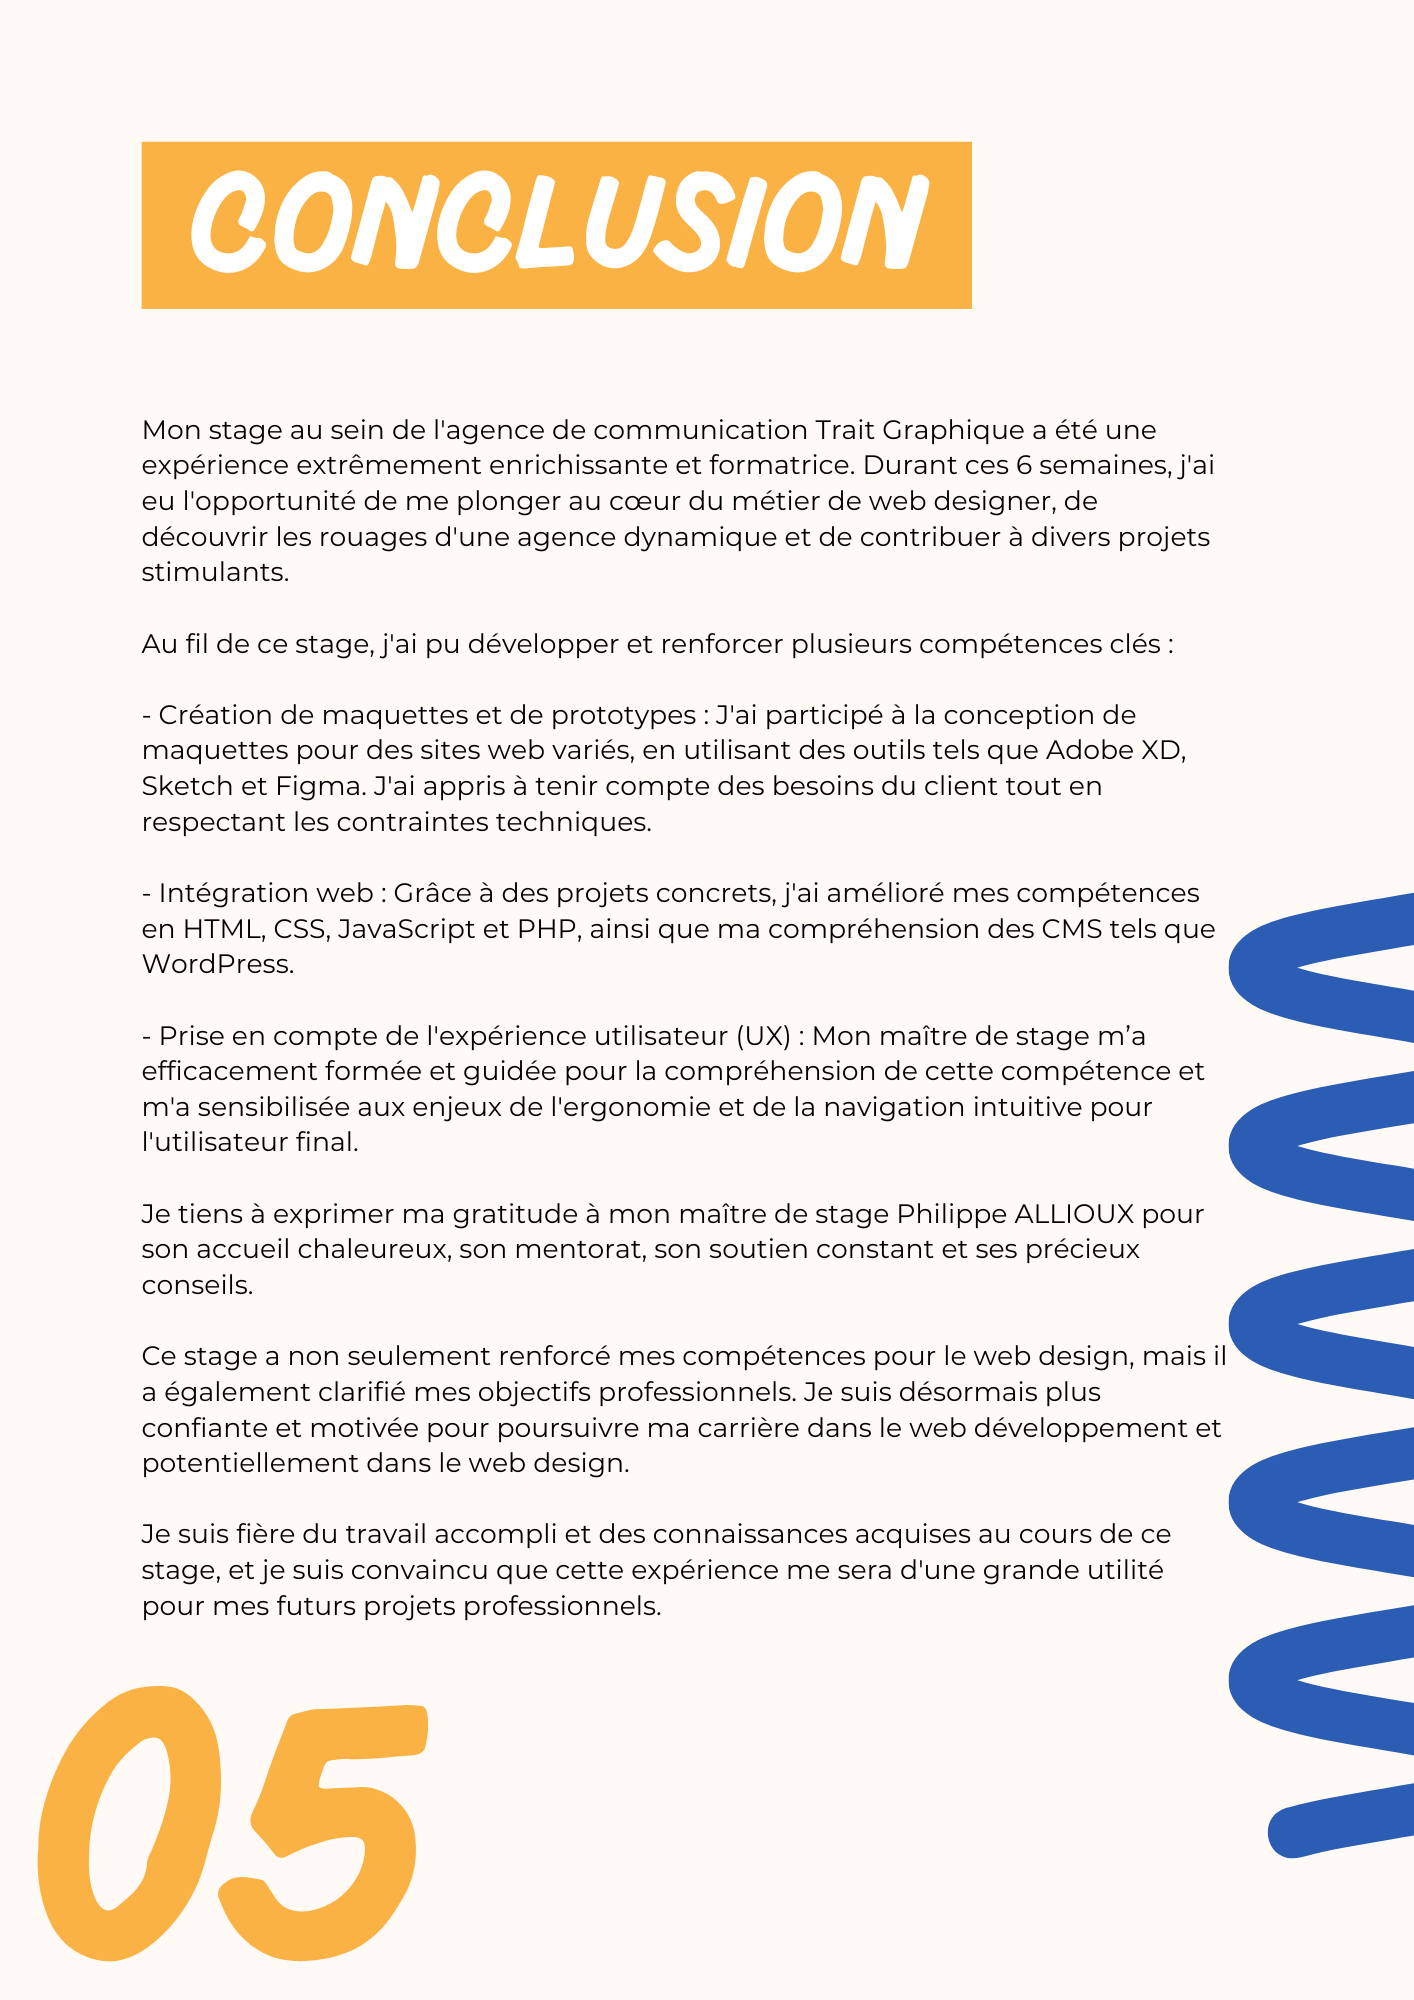 CONCLUSION
Mon stage au sein de l'agence de communication Trait Graphique a été une
expérience extrêmement enrichissante et formatrice. Durant ces 6 semaines, j'ai
eu l'opportunité de me plonger au cœur du métier de web designer, de
découvrir les rouages d'une agence dynamique et de contribuer à divers projets
stimulants.
Au fil de ce stage, j'ai pu développer et renforcer plusieurs compétences clés :
- Création de maquettes et de prototypes : J'ai participé à la conception de
maquettes pour des sites web variés, en utilisant des outils tels que Adobe XD,
Sketch et Figma. J'ai appris à tenir compte des besoins du client tout en
respectant les contraintes techniques.
- Intégration web : Grâce à des projets concrets, j'ai amélioré mes compétences
en HTML, CSS, JavaScript et PHP, ainsi que ma compréhension des CMS tels que
WordPress.
- Prise en compte de l'expérience utilisateur (UX) : Mon maître de stage m’a
efficacement formée et guidée pour la compréhension de cette compétence et
m'a sensibilisée aux enjeux de l'ergonomie et de la navigation intuitive pour
l'utilisateur final.
Je tiens à exprimer ma gratitude à mon maître de stage Philippe ALLIOUX pour
son accueil chaleureux, son mentorat, son soutien constant et ses précieux
conseils.
Ce stage a non seulement renforcé mes compétences pour le web design, mais il
a également clarifié mes objectifs professionnels. Je suis désormais plus
confiante et motivée pour poursuivre ma carrière dans le web développement et
potentiellement dans le web design.
Je suis fière du travail accompli et des connaissances acquises au cours de ce
stage, et je suis convaincu que cette expérience me sera d'une grande utilité
pour mes futurs projets professionnels.
05